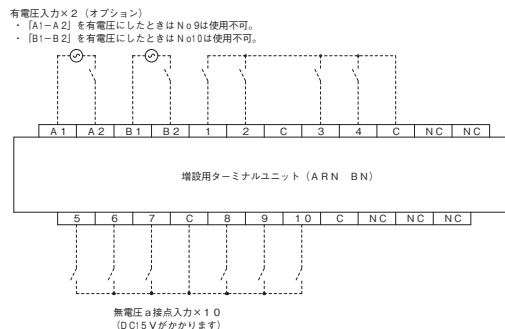 有電圧入力×２（オプション）
・「A1－A2」を有電圧にしたときはＮｏ9は使用不可。
・「B1－B2」を有電圧にしたときはＮｏ10は使用不可。
Ａ１ Ａ２ Ｂ１ Ｂ２ １ ２ Ｃ ３ ４ Ｃ ＮＣ ＮＣ
増設用ターミナルユニット（ＡＲＮ　ＢＮ）
５ ６ ７ Ｃ ８ ９ １０ Ｃ ＮＣ ＮＣ ＮＣ
無電圧ａ接点入力×１０
（DC15Ｖがかかります）